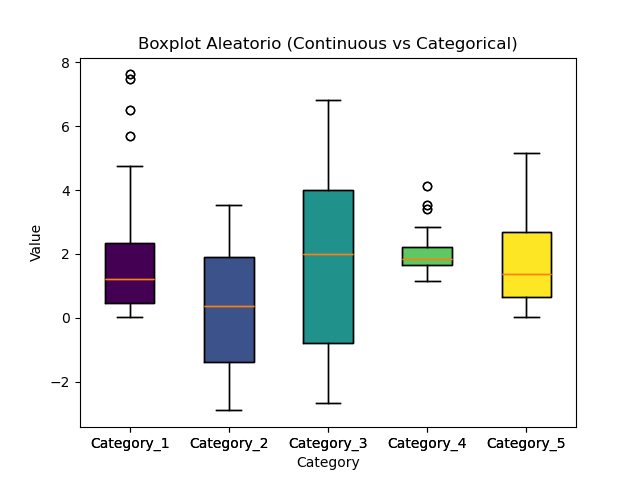 Boxplot Aleatorio (Continuous vs Categorical)
Value
8
6
4
2
0
−2
Category_1 Category_2 Category_3 Category_4 Category_5
Category